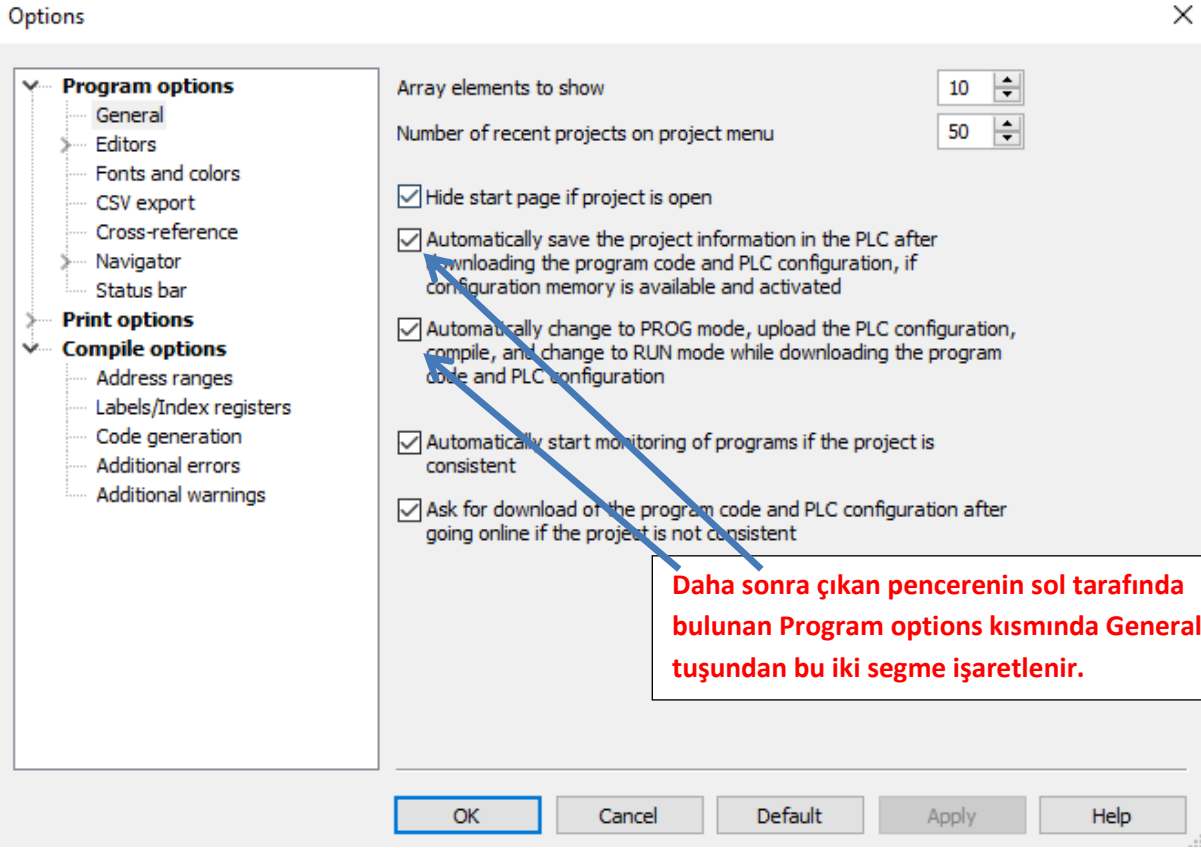 Options
Program options
General
Editors
Fonts and colors
CSV export
Cross-reference
Navigator
Status bar
Print options
Compile options
Address ranges
Labels/Index registers
Code generation
Additional errors
Additional warnings
Array elements to show 10
Number of recent projects on project menu 50
Hide start page if project is open
Automatically save the project information in the PLC after
downloading the program code and PLC configuration, if
configuration memory is available and activated
Automatically change to PROG mode, upload the PLC configuration,
compile, and change to RUN mode while downloading the program
code and PLC configuration
Automatically start monitoring of programs if the project is
consistent
Ask for download of the program code and PLC configuration after
going online if the project is not consistent
Daha sonra çıkan pencerenin sol tarafında
bulunan Program options kısmında General
tuşundan bu iki segme işaretlenir.
OK Cancel Default Apply Help